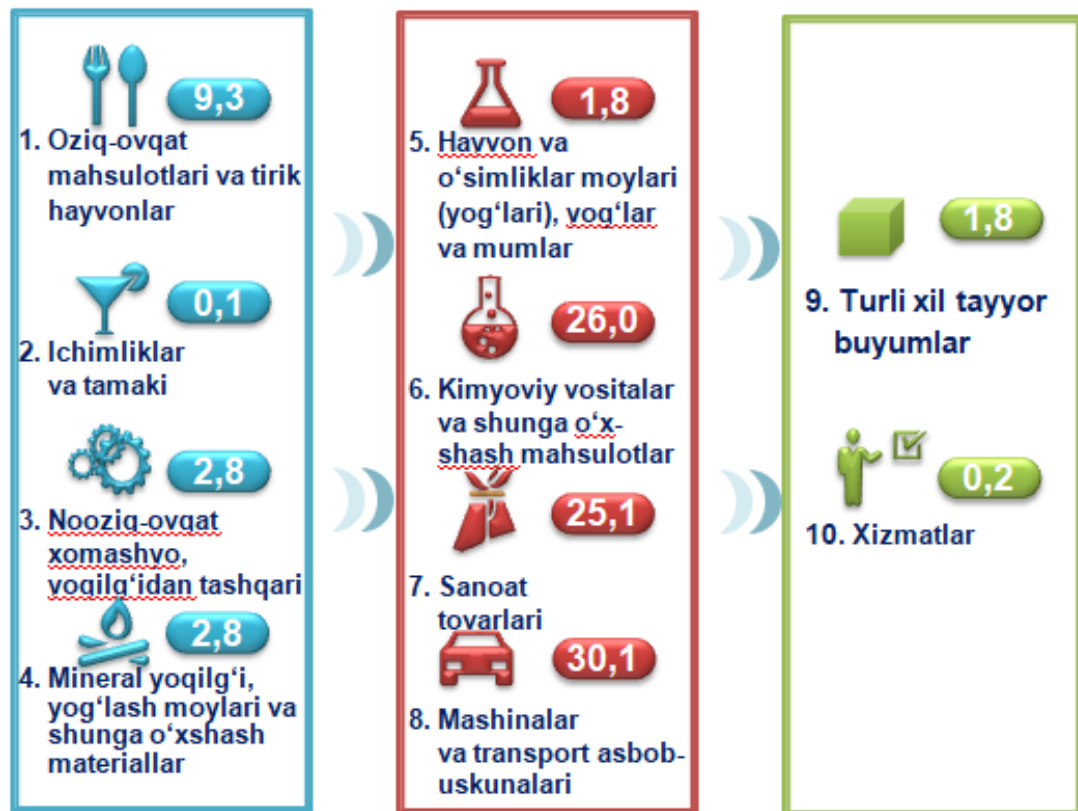 9,3
1. Oziq-ovqat
mahsulotlari va tirik
hayvonlar
0,1
2. Ichimliklar
va tamaki
2,8
3. Nooziq-ovqat
xomashyo,
yoqilg‘idan tashqari
2,8
4. Mineral yoqilg‘i,
yog‘lash moylari va
shunga o‘xshash
materiallar
1,8
5. Havvon va
o‘simliklar moylari
(yog‘lari), yog‘lar
va mumlar
26,0
6. Kimyoviy vositalar
va shunga o‘x-
shash mahsulotlar
25,1
7. Sanoat
tovarlari
30,1
8. Mashinalar
va transport asbob-
uskunalari
1,8
9. Turli xil tayyor
buyumlar
0,2
10. Xizmatlar